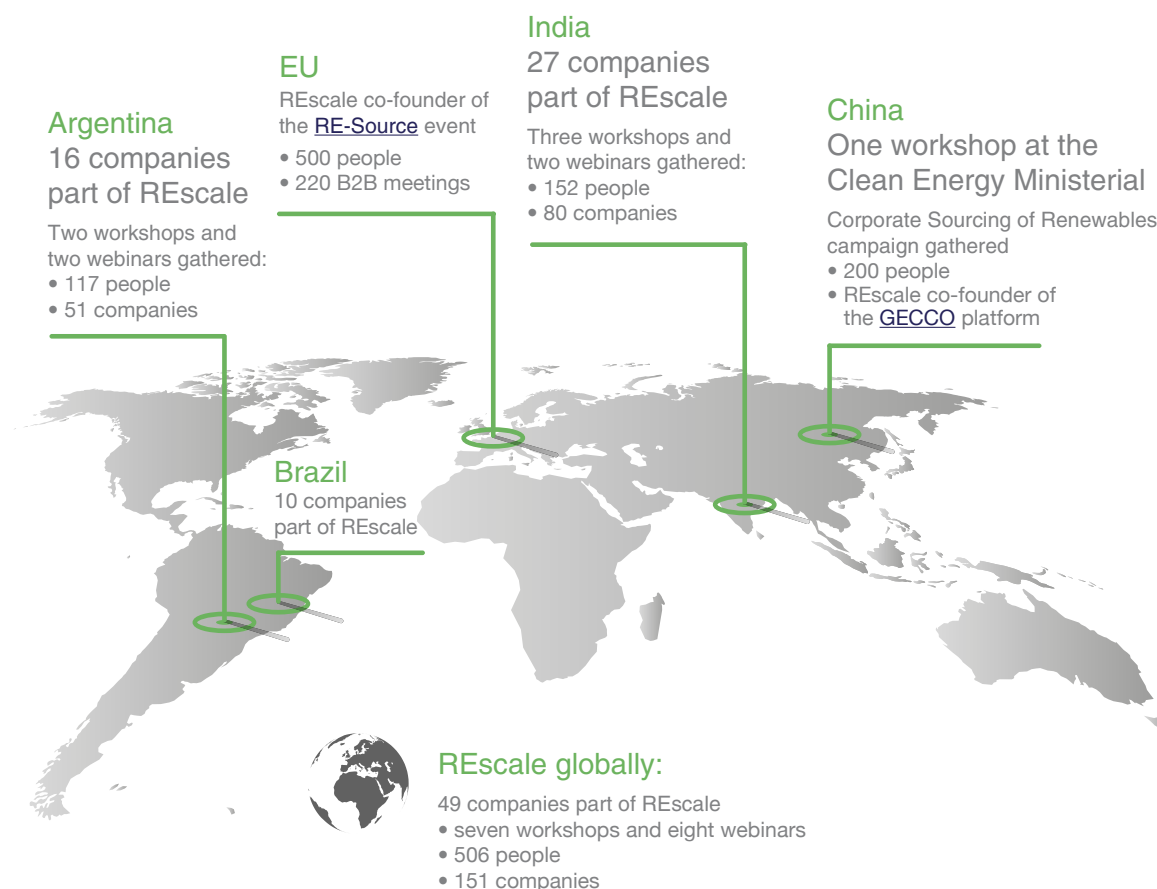 India
27 companies
part of REscale
Three workshops and
two webinars gathered:
• 152 people
• 80 companies
EU
REscale co-founder of
the RE-Source event
• 500 people
• 220 B2B meetings
Argentina
16 companies
part of REscale
Two workshops and
two webinars gathered:
• 117 people
• 51 companies
China
One workshop at the
Clean Energy Ministerial
Corporate Sourcing of Renewables
campaign gathered
• 200 people
• REscale co-founder of
the GECCO platform
Brazil
10 companies
part of REscale
REscale globally:
49 companies part of REscale
• seven workshops and eight webinars
• 506 people
• 151 companies